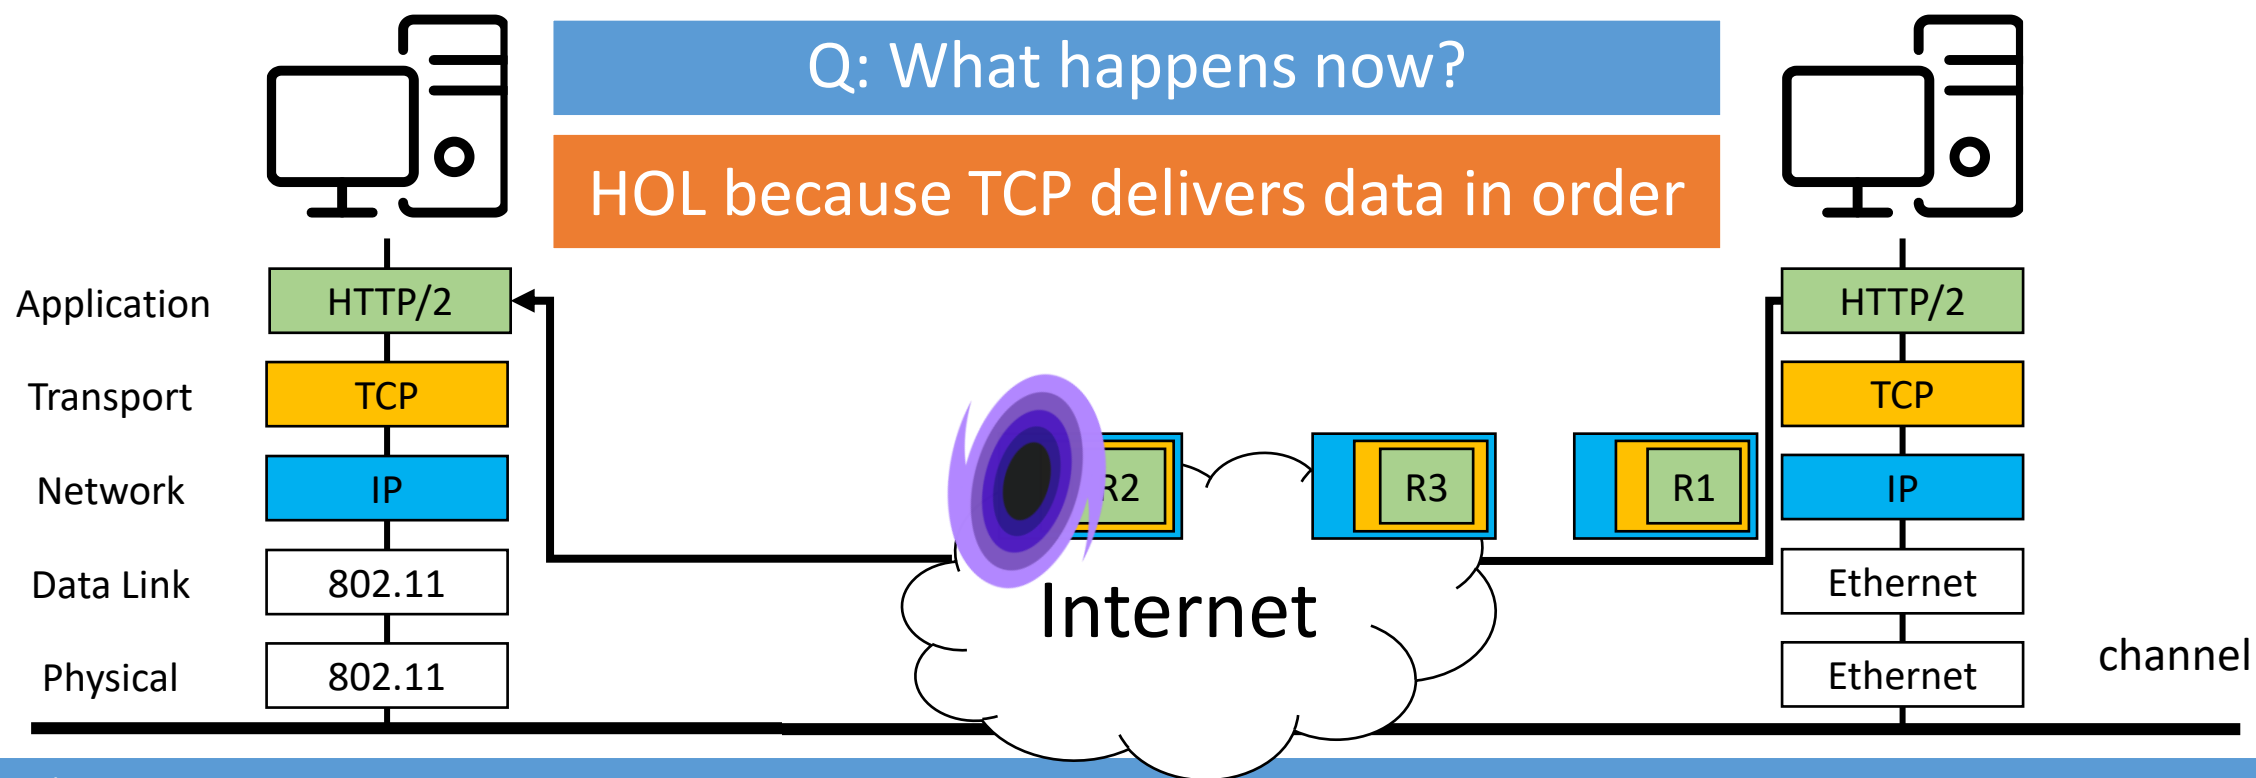 Q: What happens now?
HOL because TCP delivers data in order
Application HTTP/2 HTTP/2
Transport TCP TCP
R2 R3 R1
Network IP IP
Data Link 802.11 Ethernet
Internet
Physical 802.11 Ethernet
channel